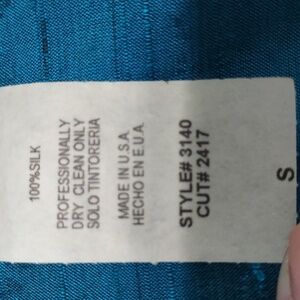 100%SILK
PROFESSIONALLY
DRY CLEAN ONLY
SOLO TINTORERIA
MADE IN U.S.A.
HECHO EN E.U.A.
STYLE# 3140
CUT# 2417
S